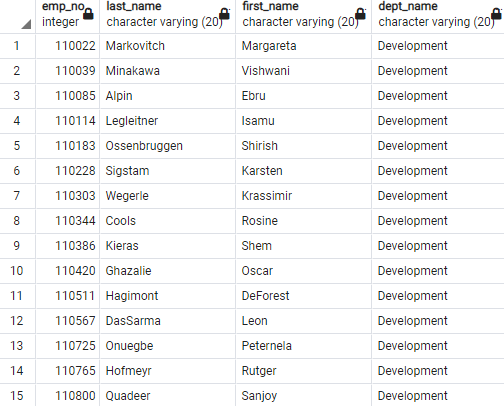 emp_no last_name first_name dept_name
integer character varying (20) character varying (20) character varying (20)
1 110022 Markovitch Margareta Development
2 110039 Minakawa Vishwani Development
3 110085 Alpin Ebru Development
4 110114 Legleitner Isamu Development
5 110183 Ossenbruggen Shirish Development
6 110228 Sigstam Karsten Development
7 110303 Wegerle Krassimir Development
8 110344 Cools Rosine Development
9 110386 Kieras Shem Development
10 110420 Ghazalie Oscar Development
11 110511 Hagimont DeForest Development
12 110567 DasSarma Leon Development
13 110725 Onuegbe Peternela Development
14 110765 Hofmeyr Rutger Development
15 110800 Quadeer Sanjoy Development